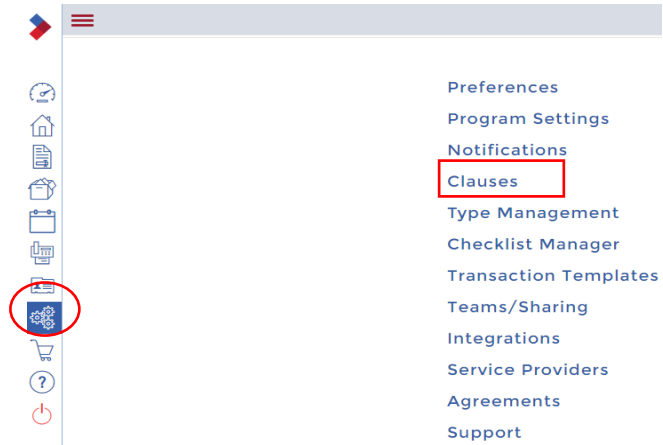 Preferences
Program Settings
Notifications
Clauses
Type Management
Checklist Manager
Transaction Templates
Teams/Sharing
Integrations
Service Providers
Agreements
?
Support